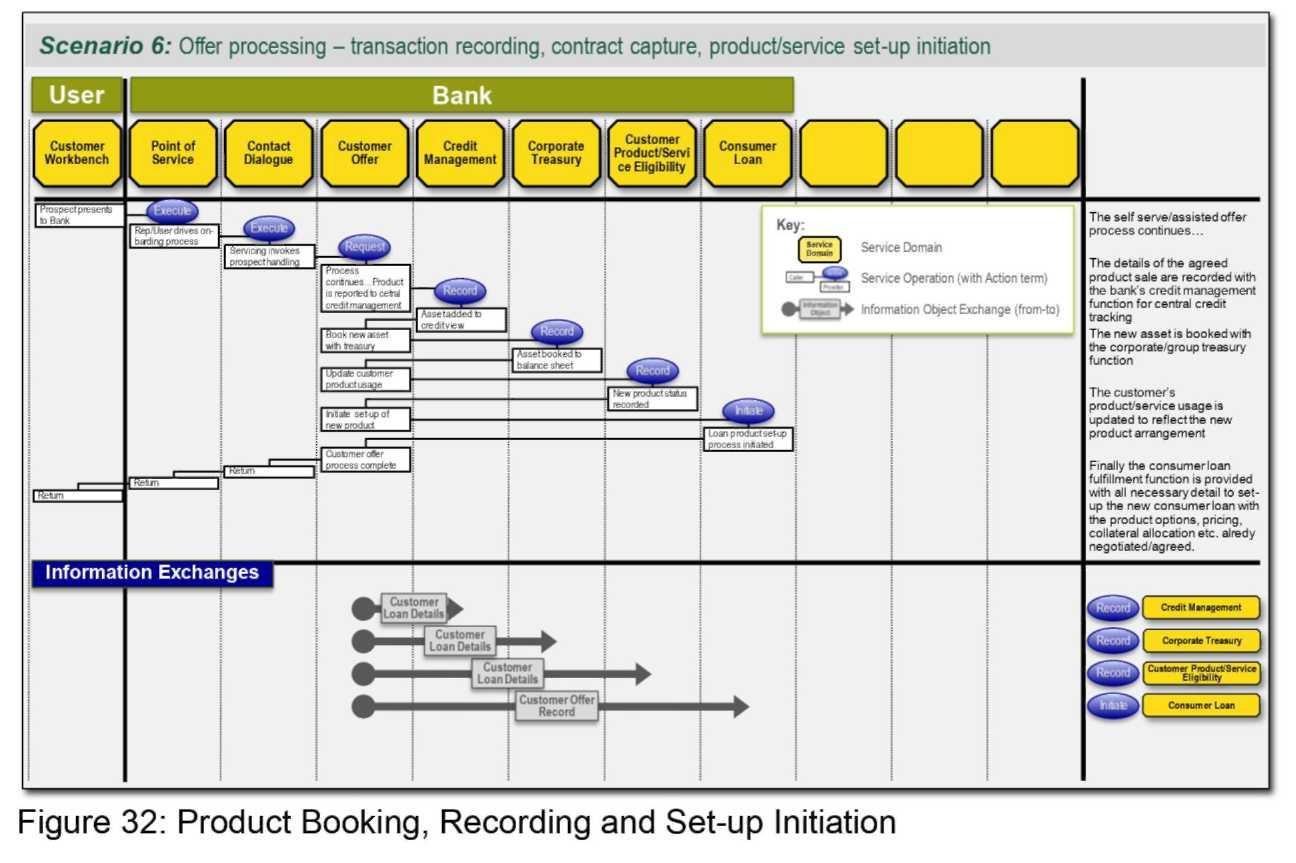 Scenario 6: Offer processing – transaction recording, contract capture, product/service set-up initiation
User
Bank
Customer
Workbench
Point of
Service
Contact
Dialogue
Customer
Offer
Credit
Management
Corporate
Treasury
Customer
Product/Servi
ce Eligibility
Consumer
Loan
Prospect presents
to Bank
Execute
Rep/User drives on-
barding process
Execute
Servicing invokes
prospect handling
Request
Process
continues…Product
is reported to cetral
credit management
Record
Asset added to
credit view
Book new asset
with treasury
Record
Asset booked to
balance sheet
Update customer
product usage
Record
New product status
recorded
Initiate set-up of
new product
Initiate
Loan product set-up
process initiated
Customer offer
process complete
Return
Return
Return
Key:
Service
Domain
Service Domain
Caller
Provider
Service Operation (with Action term)
Information
Object
Information Object Exchange (from-to)
The self serve/assisted offer
process continues…
The details of the agreed
product sale are recorded with
the bank's credit management
function for central credit
tracking
The new asset is booked with
the corporate/group treasury
function
The customer's
product/service usage is
updated to reflect the new
product arrangement
Finally the consumer loan
fulfillment function is provided
with all necessary detail to set-
up the new consumer loan with
the product options, pricing,
collateral allocation etc. alredy
negotiated/agreed.
Information Exchanges
Customer
Loan Details
Customer
Loan Details
Customer
Loan Details
Customer Offer
Record
Record
Credit Management
Record
Corporate Treasury
Record
Customer Product/Service
Eligibility
Initiate
Consumer Loan
Figure 32: Product Booking, Recording and Set-up Initiation